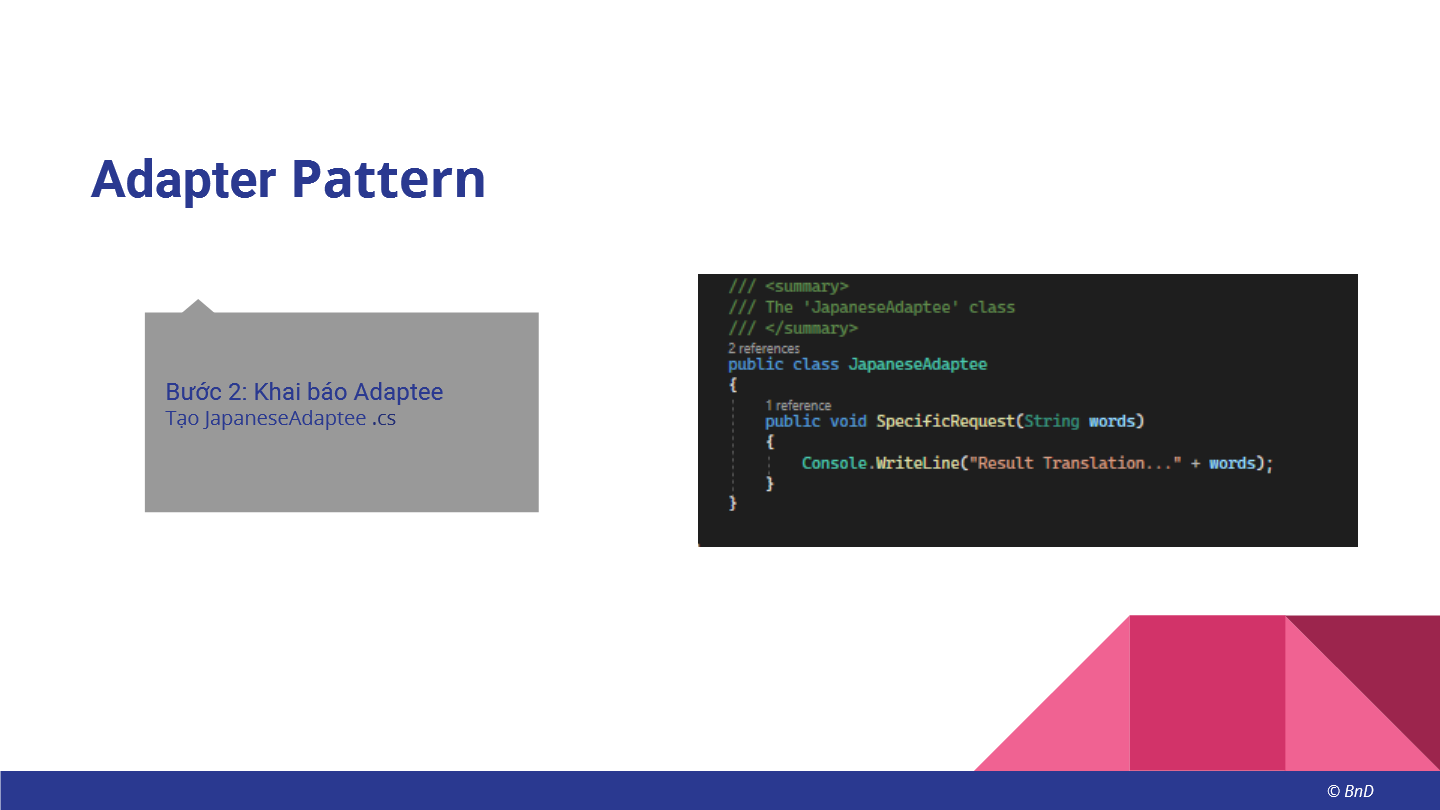 Adapter Pattern
Bước 2: Khai báo Adaptee
Tạo JapaneseAdaptee .cs
/// <summary>
/// The 'JapaneseAdaptee' class
/// </summary>
2 references
public class JapaneseAdaptee
{
1 reference
public void SpecificRequest(String words)
{
Console.WriteLine("Result Translation..." + words);
}
}
© BnD